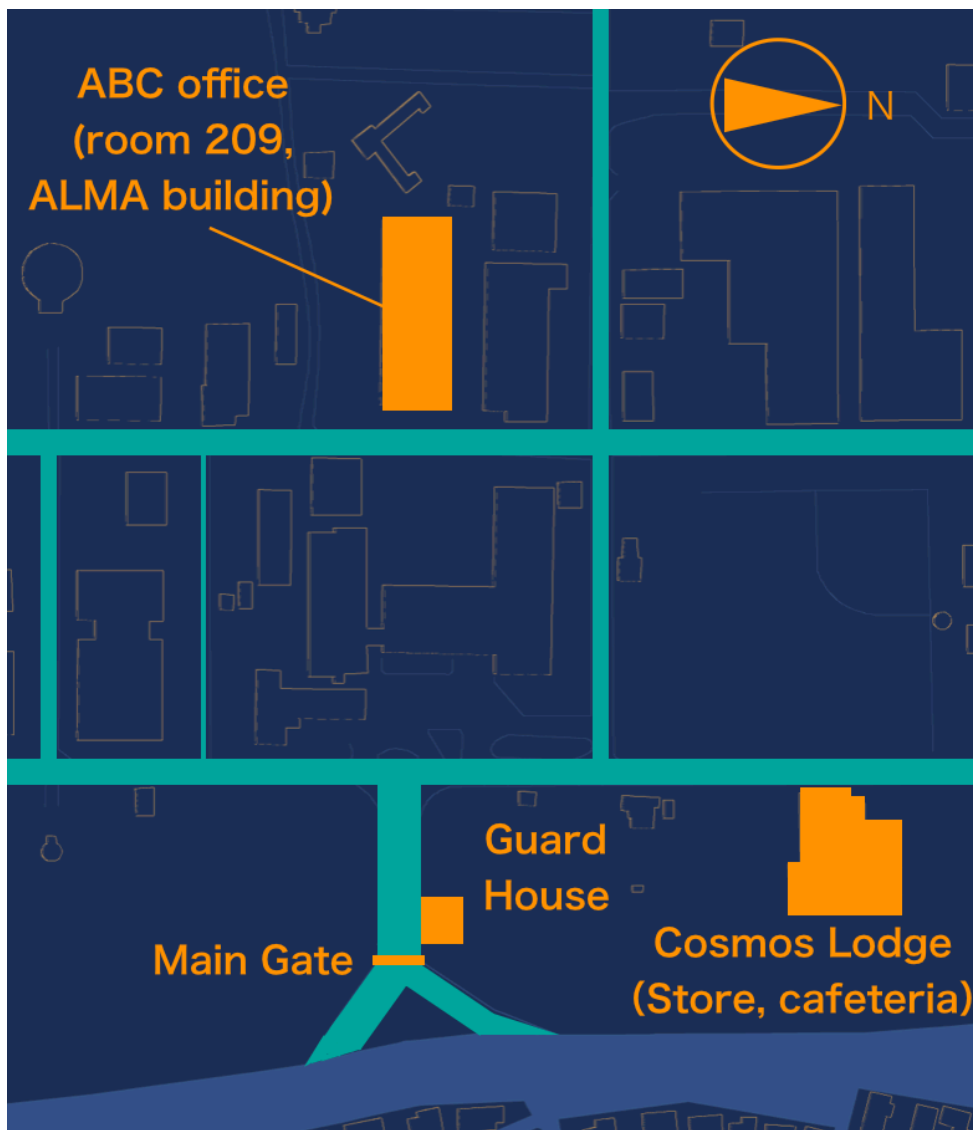 ABC office
(room 209,
ALMA building)
N
Guard
House
Main Gate
Cosmos Lodge
(Store, cafeteria)